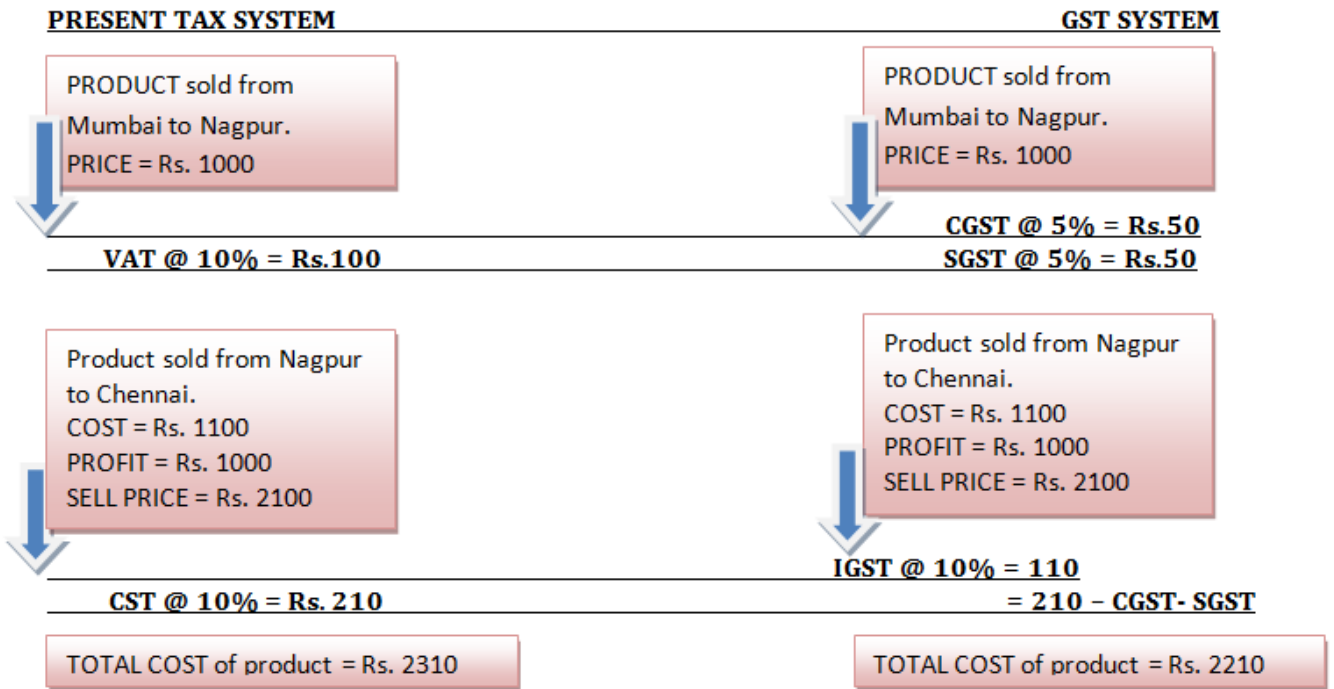 PRESENT TAX SYSTEM
GST SYSTEM
PRODUCT sold from
Mumbai to Nagpur.
PRICE = Rs. 1000
PRODUCT sold from
Mumbai to Nagpur.
PRICE = Rs. 1000
VAT @ 10% = Rs.100
CGST @ 5% = Rs.50
SGST @ 5% = Rs.50
Product sold from Nagpur
to Chennai.
COST = Rs. 1100
PROFIT = Rs. 1000
SELL PRICE = Rs. 2100
Product sold from Nagpur
to Chennai.
COST = Rs. 1100
PROFIT = Rs. 1000
SELL PRICE = Rs. 2100
CST @ 10% = Rs. 210
IGST @ 10% = 110
= 210 – CGST- SGST
TOTAL COST of product = Rs. 2310
TOTAL COST of product = Rs. 2210